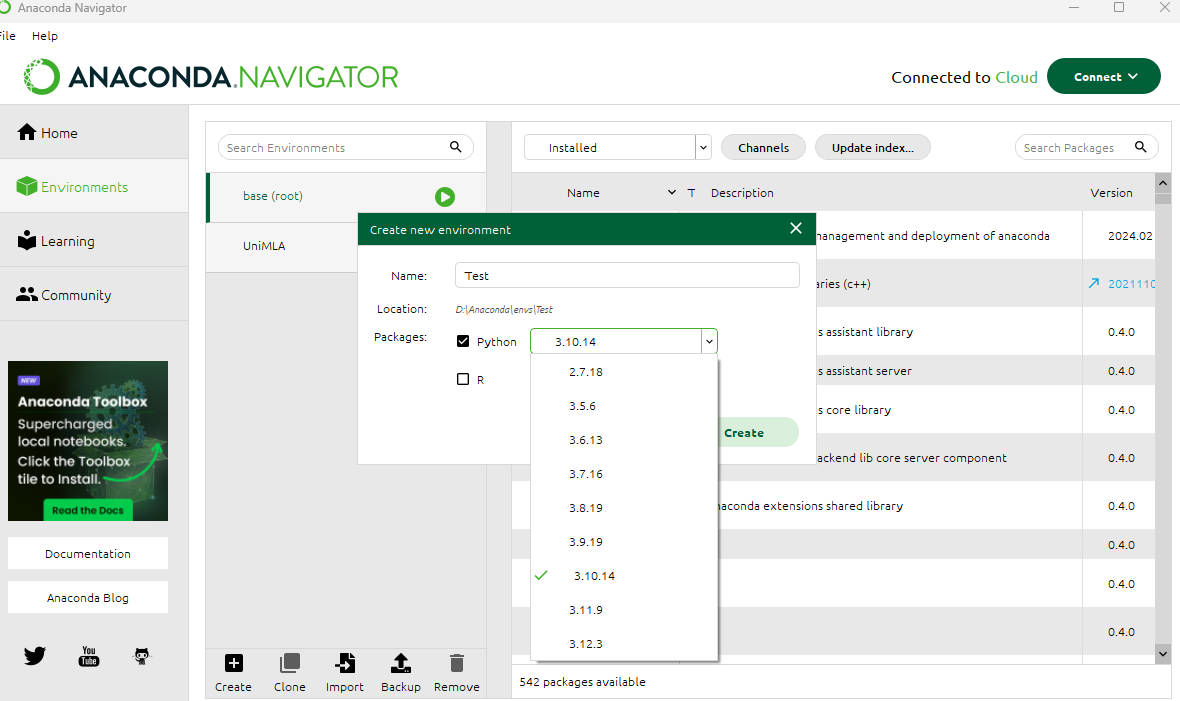 Anaconda Navigator
File Help
ANACONDA.NAVIGATOR
Connected to Cloud
Connect
Home
Environments
Learning
Community
NEW
Anaconda Toolbox
Supercharged
local notebooks.
Click the Toolbox
tile to Install.
Read the Docs
Documentation
Anaconda Blog
You
Tube
Search Environments
base (root)
UniMLA
Create
Clone
Import
Backup
Remove
Installed
Channels
Update index...
Search Packages
Name
T
Description
Version
management and deployment of anaconda
2024.02
aries (c++)
2021110
s assistant library
0.4.0
s assistant server
0.4.0
s core library
0.4.0
ackend lib core server component
0.4.0
naconda extensions shared library
0.4.0
0.4.0
0.4.0
0.4.0
542 packages available
Create new environment
Name:
Test
Location:
D:\Anaconda\envs\Test
Packages:
Python
3.10.14
R
2.7.18
3.5.6
3.6.13
3.7.16
3.8.19
3.9.19
3.10.14
3.11.9
3.12.3
Create